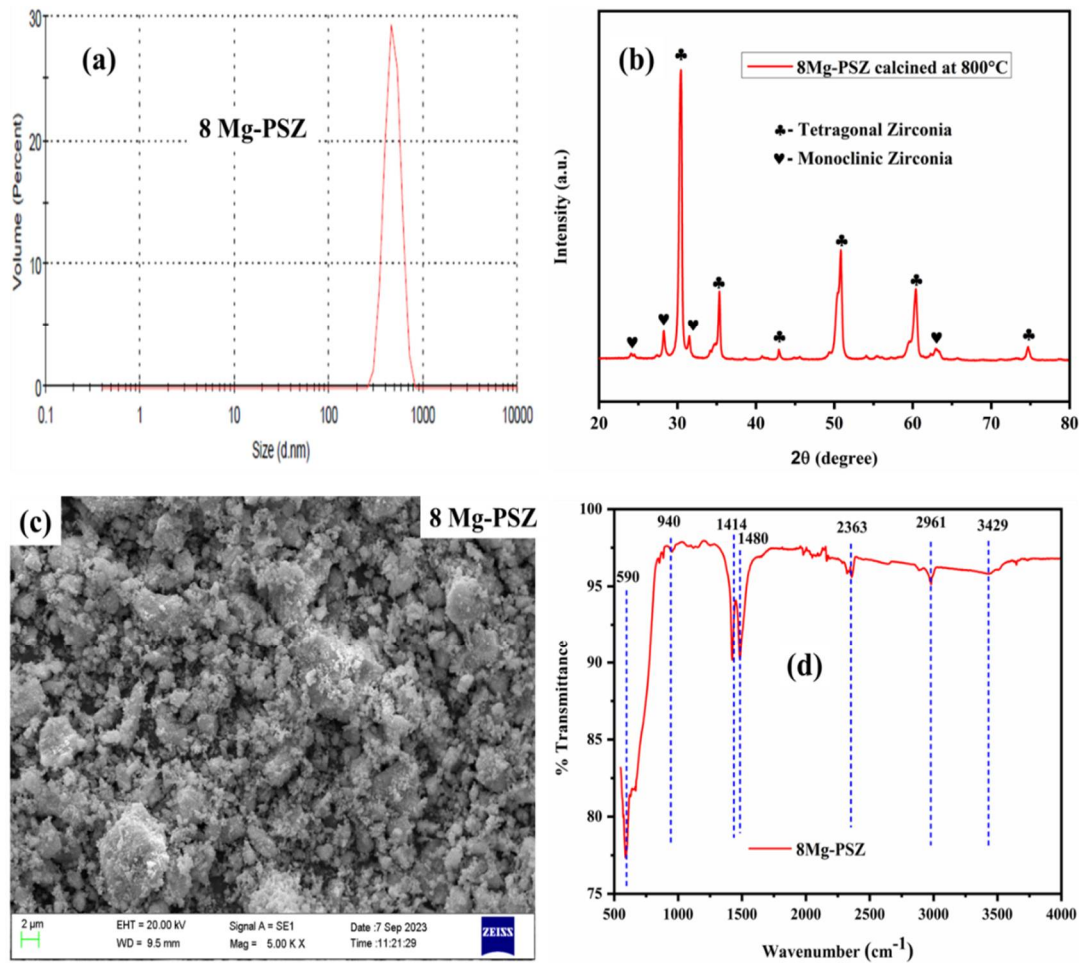 (a)
8 Mg-PSZ
Volume (Percent)
30
20
10
0
0.1 1 10 100 1000 10000
Size (d.nm)
(b)
8Mg-PSZ calcined at 800°C
♣- Tetragonal Zirconia
♥- Monoclinic Zirconia
Intensity (a.u.)
20 30 40 50 60 70 80
2θ (degree)
(c)
8 Mg-PSZ
2 µm
EHT = 20.00 kV
WD = 9.5 mm
Signal A = SE1
Mag = 5.00 K X
Date :7 Sep 2023
Time :11:21:29
ZEISS
(d)
590
940
1414
1480
2363
2961
3429
% Transmittance
100
95
90
85
80
75
8Mg-PSZ
500 1000 1500 2000 2500 3000 3500 4000
Wavenumber (cm⁻¹)